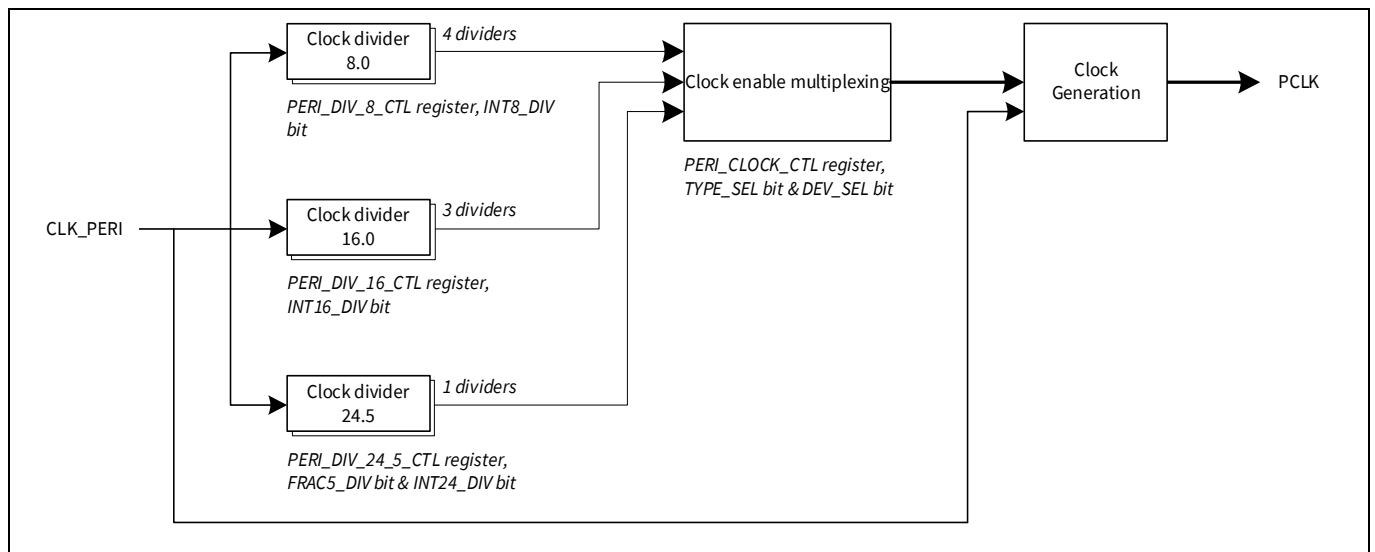 Clock divider
8.0
4 dividers
PERI_DIV_8_CTL register, INT8_DIV
bit
Clock enable multiplexing
PERI_CLOCK_CTL register,
TYPE_SEL bit & DEV_SEL bit
Clock
Generation
PCLK
CLK_PERI
Clock divider
16.0
3 dividers
PERI_DIV_16_CTL register,
INT16_DIV bit
Clock divider
24.5
1 dividers
PERI_DIV_24_5_CTL register,
FRAC5_DIV bit & INT24_DIV bit